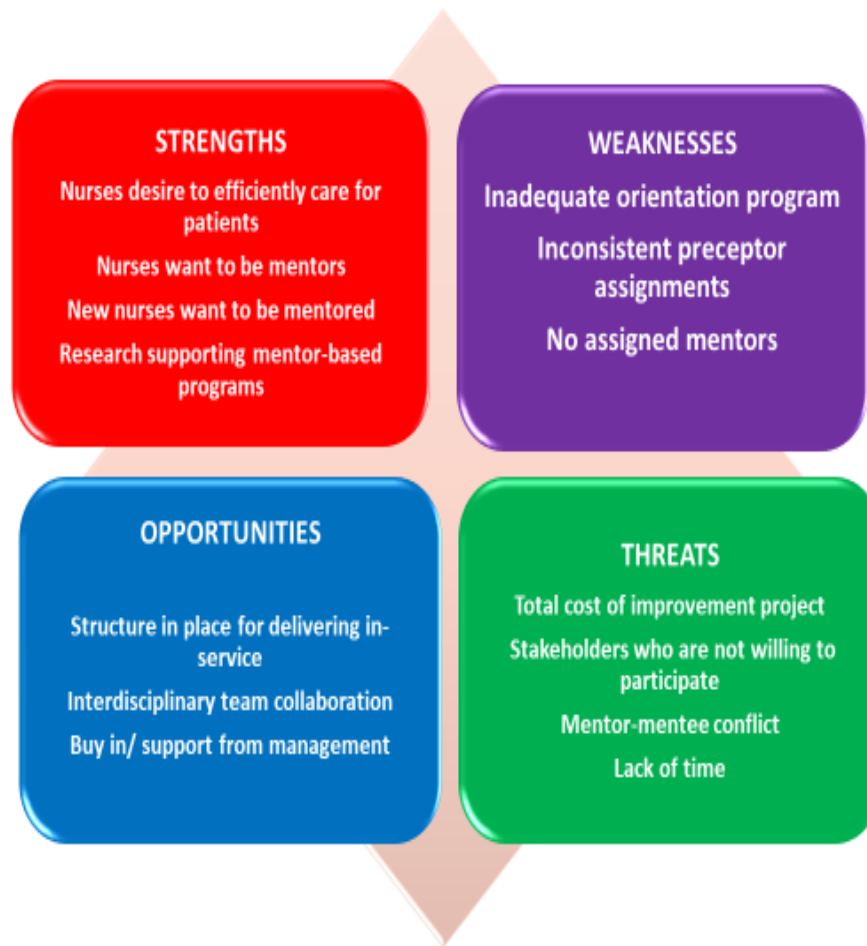 STRENGTHS
Nurses desire to efficiently care for
patients
Nurses want to be mentors
New nurses want to be mentored
Research supporting mentor-based
programs
WEAKNESSES
Inadequate orientation program
Inconsistent preceptor
assignments
No assigned mentors
OPPORTUNITIES
Structure in place for delivering in-
service
Interdisciplinary team collaboration
Buy in/ support from management
THREATS
Total cost of improvement project
Stakeholders who are not willing to
participate
Mentor-mentee conflict
Lack of time